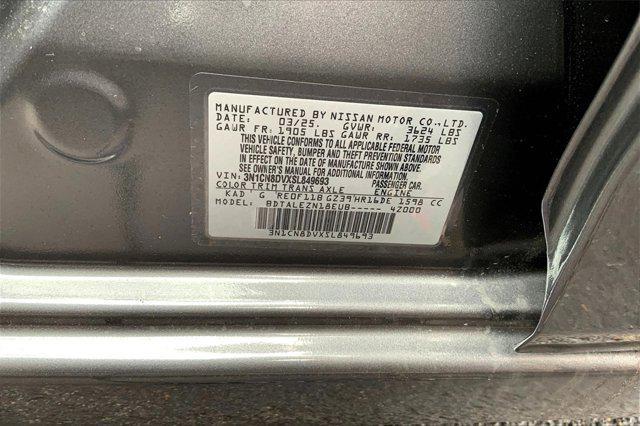 MANUFACTURED BY NISSAN MOTOR CO.,LTD.
DATE: 03/25. GVWR: 3624 LBS
GAWR FR: 1905 LBS GAWR RR: 1735 LBS
THIS VEHICLE CONFORMS TO ALL APPLICABLE FEDERAL MOTOR
VEHICLE SAFETY, BUMPER AND THEFT PREVENTION STANDARDS
IN EFFECT ON THE DATE OF MANUFACTURE SHOWN ABOVE.
SEE OWNER'S MANUAL FOR ADDITIONAL INFORMATION.
VIN: 3N1CN8DVXSL849693
COLOR TRIM TRANS AXLE ENGINE
KAD G RE0F11B GZ39 HR16DE 1598 CC
MODEL: BDTALEZN18EUB----- 4Z000
3N1CN8DVXSL849693